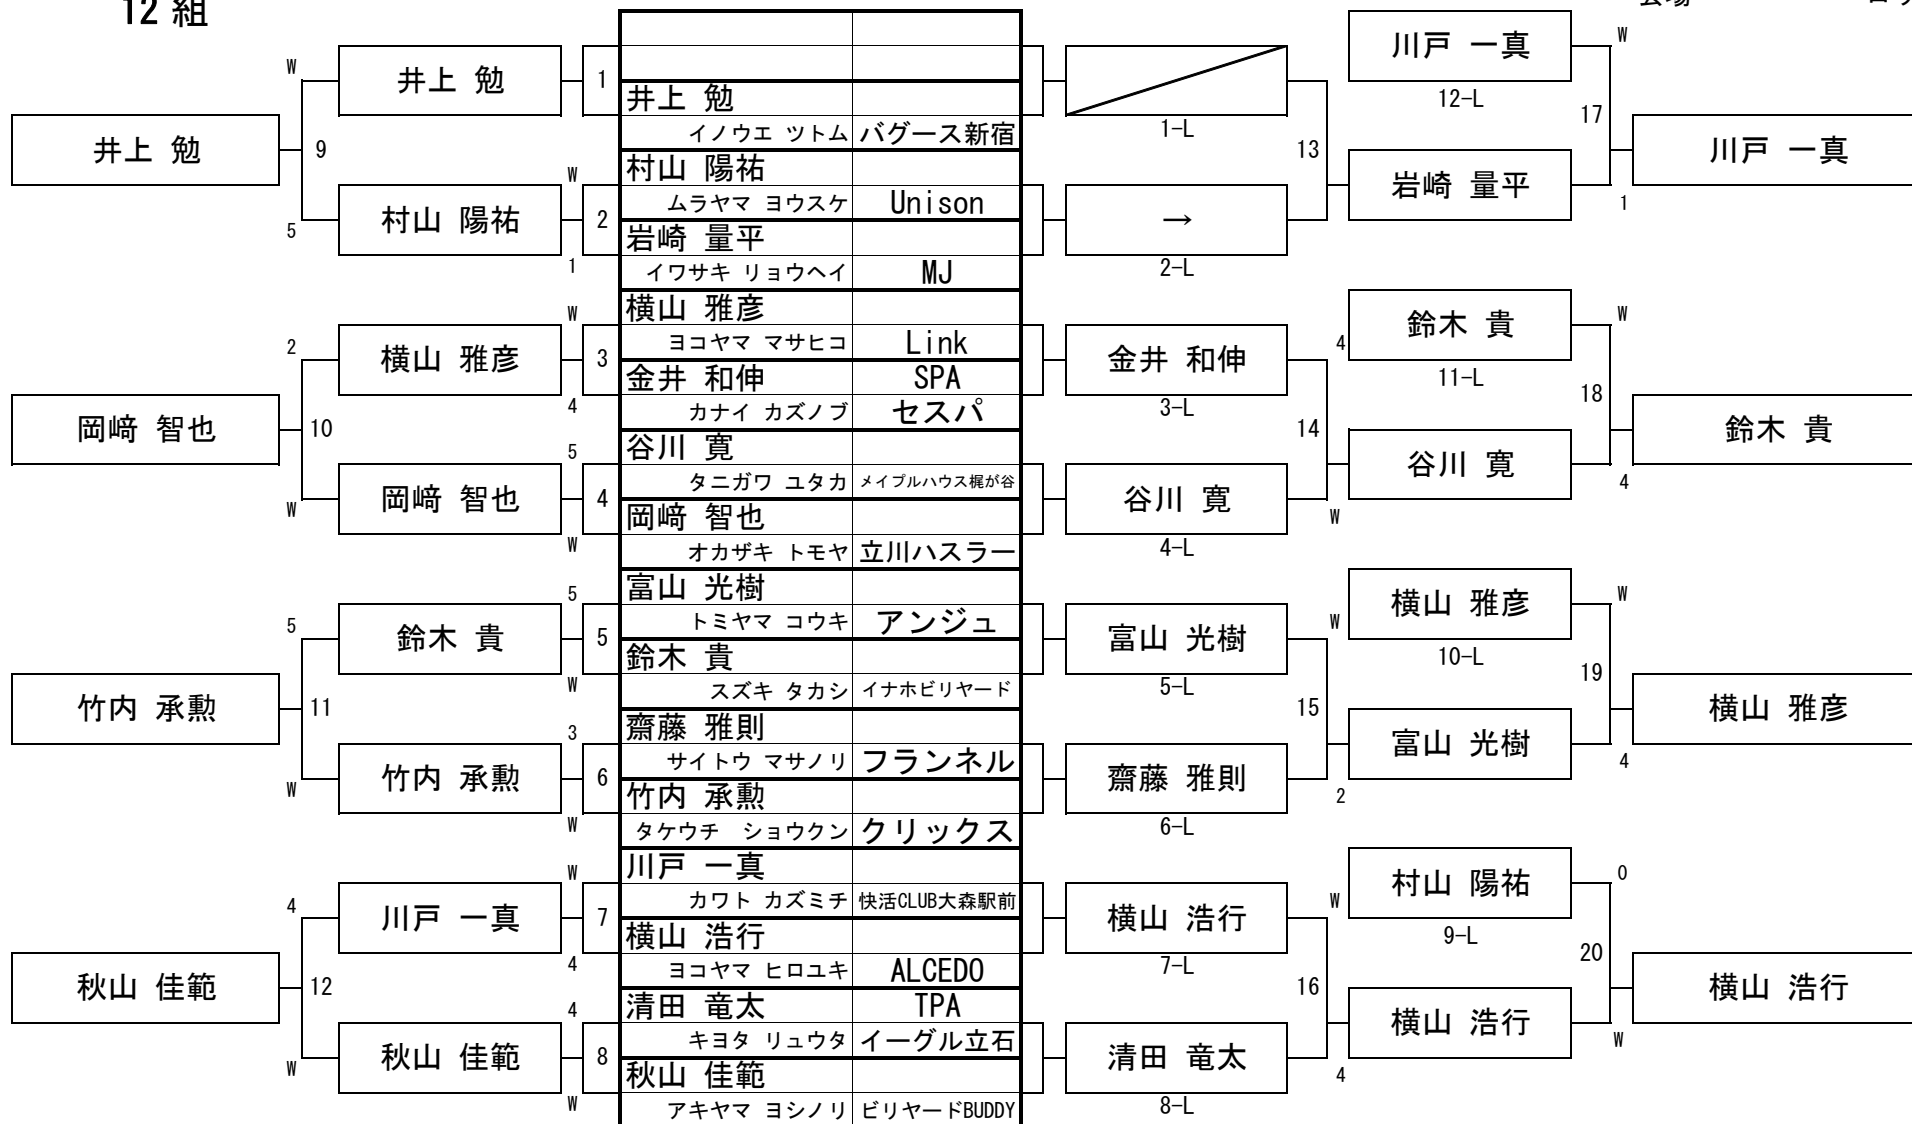 12 組
井上 勉
9
W
5
井上 勉
1
村山 陽祐
W
2
1
岡﨑 智也
10
2
W
横山 雅彦
W
3
4
岡﨑 智也
5
4
W
竹内 承勲
11
5
W
鈴木 貴
5
5
W
竹内 承勲
3
6
W
秋山 佳範
12
4
W
川戸 一真
W
7
4
秋山 佳範
4
8
W
井上 勉
イノウエ ツトム バグース新宿
村山 陽祐
ムラヤマ ヨウスケ Unison
岩崎 量平
イワサキ リョウヘイ MJ
横山 雅彦
ヨコヤマ マサヒコ Link
金井 和伸 SPA
カナイ カズノブ セスパ
谷川 寛
タニガワ ユタカ メイプルハウス梶が谷
岡﨑 智也
オカザキ トモヤ 立川ハスラー
富山 光樹
トミヤマ コウキ アンジュ
鈴木 貴
スズキ タカシ イナホビリヤード
齋藤 雅則
サイトウ マサノリ フランネル
竹内 承勲
タケウチ ショウクン クリックス
川戸 一真
カワト カズミチ 快活CLUB大森駅前
横山 浩行
ヨコヤマ ヒロユキ ALCEDO
清田 竜太 TPA
キヨタ リュウタ イーグル立石
秋山 佳範
アキヤマ ヨシノリ ビリヤードBUDDY
1-L
→
2-L
13
金井 和伸
3-L
4
谷川 寛
4-L
W
14
富山 光樹
5-L
W
齋藤 雅則
6-L
2
15
横山 浩行
7-L
W
清田 竜太
8-L
4
16
川戸 一真
12-L
W
岩崎 量平
1
17
川戸 一真
鈴木 貴
11-L
W
谷川 寛
4
18
鈴木 貴
横山 雅彦
10-L
W
富山 光樹
4
19
横山 雅彦
村山 陽祐
9-L
0
横山 浩行
W
20
横山 浩行